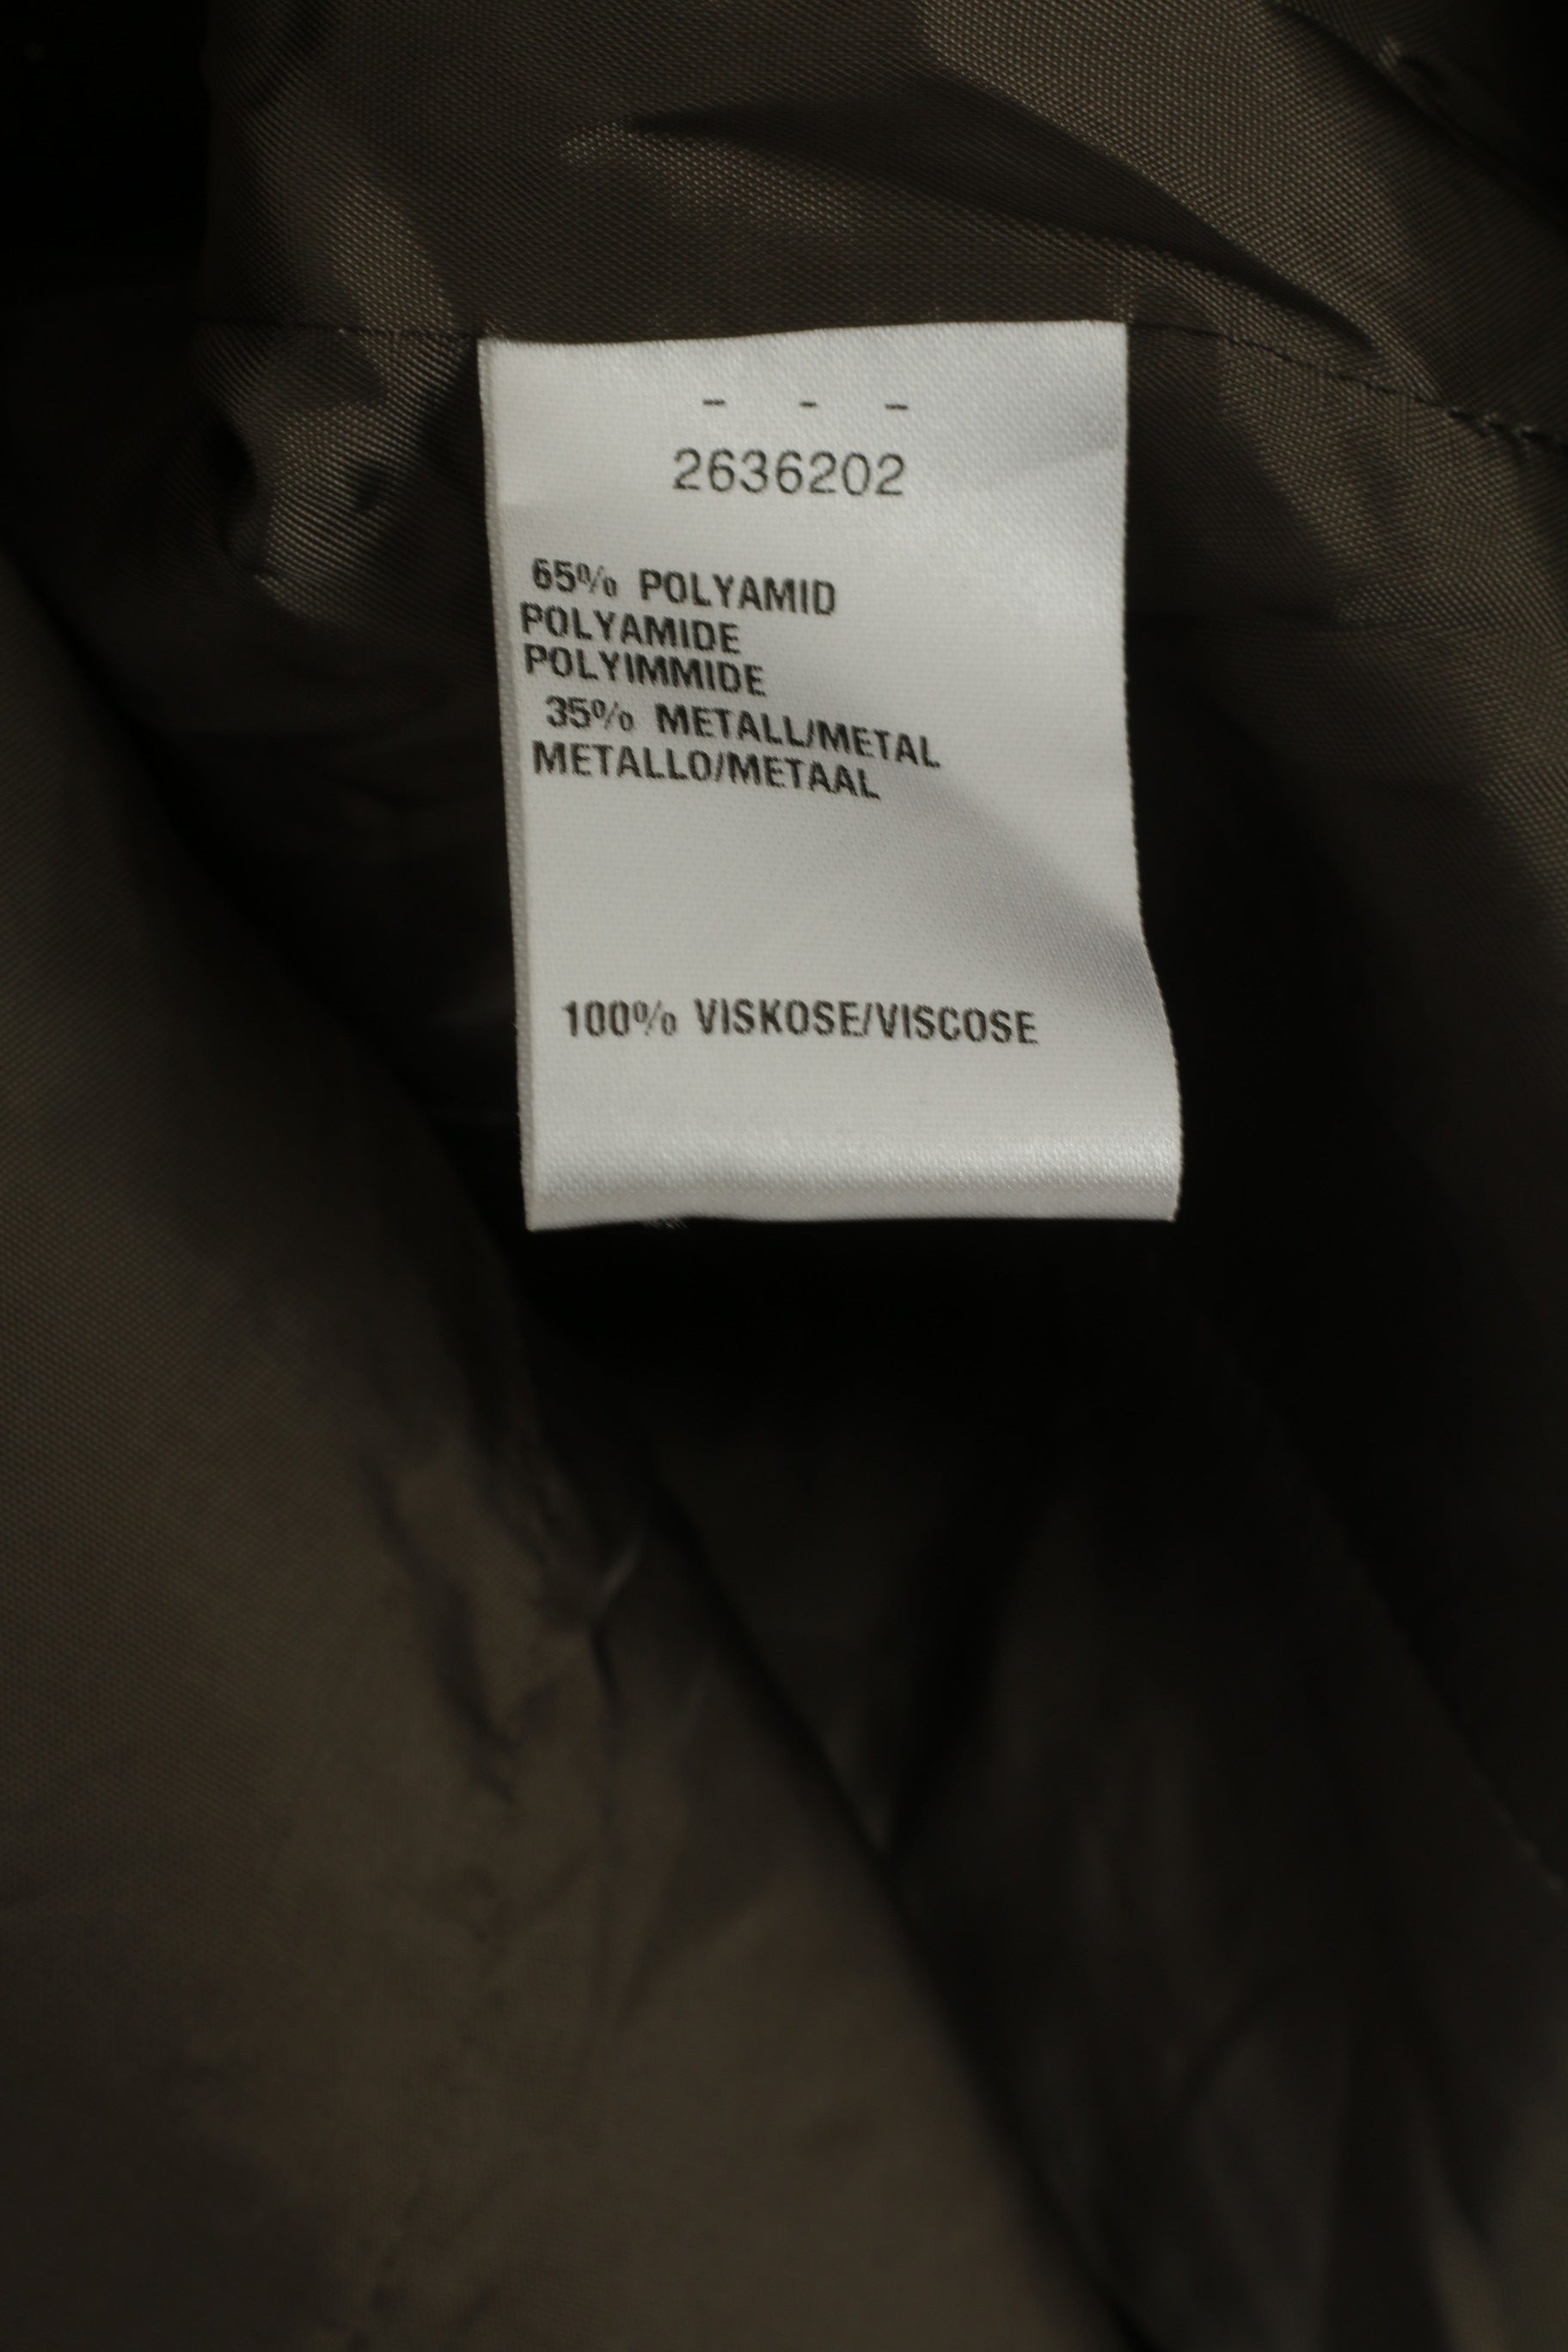 - - -
2636202
65% POLYAMID
POLYAMIDE
POLYIMMIDE
35% METALL/METAL
METALLO/METAAL
100% VISKOSE/VISCOSE